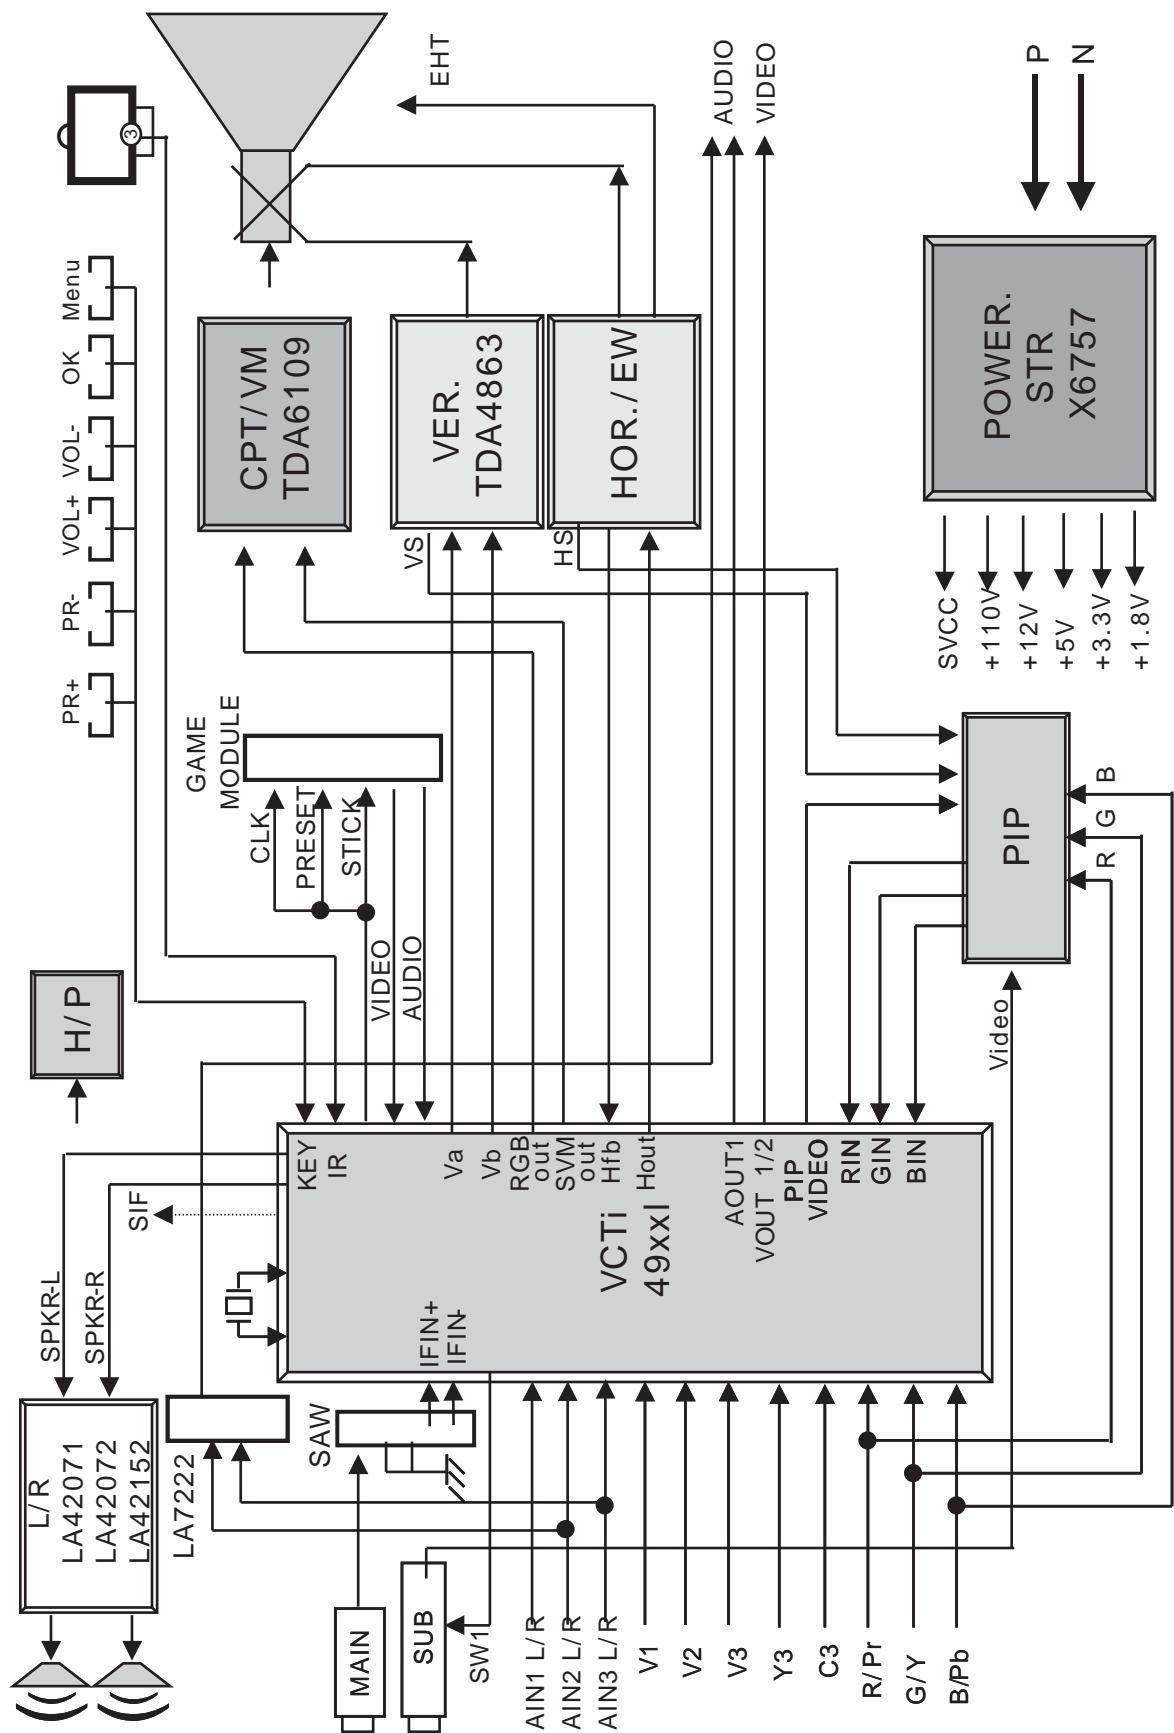 EHT
AUDIO
VIDEO
P
N
3
Menu
OK
VOL-
VOL+
PR-
PR+
CPT/VM
TDA6109
VER.
TDA4863
HOR./EW
POWER.
STR
X6757
VS
HS
SVCC
+110V
+12V
+5V
+3.3V
+1.8V
GAME
MODULE
CLK
PRESET
STICK
VIDEO
AUDIO
PIP
R
G
B
Video
H/P
KEY
IR
Va
Vb
RGB
out
SVM
out
Hfb
Hout
AOUT1
VOUT 1/2
PIP
VIDEO
RIN
GIN
BIN
VCTi
49xxI
IFIN+
IFIN-
SIF
SPKR-L
SPKR-R
L/R
LA42071
LA42072
LA42152
LA7222
SAW
MAIN
SUB
SW1
AIN1 L/R
AIN2 L/R
AIN3 L/R
V1
V2
V3
Y3
C3
R/Pr
G/Y
B/Pb